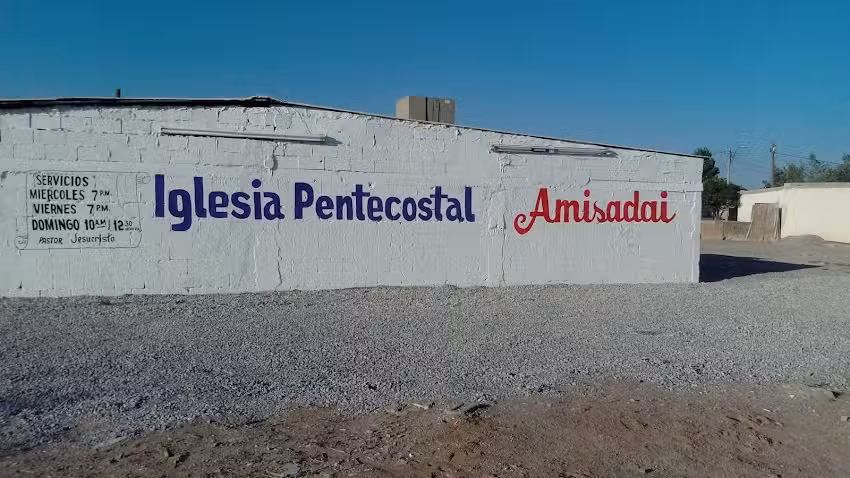 SERVICIOS
MIERCOLES 7 P.M.
VIERNES 7 P.M.
DOMINGO 10 A.M / 12:30
PASTOR Jesucristo
Iglesia Pentecostal
Amisadai